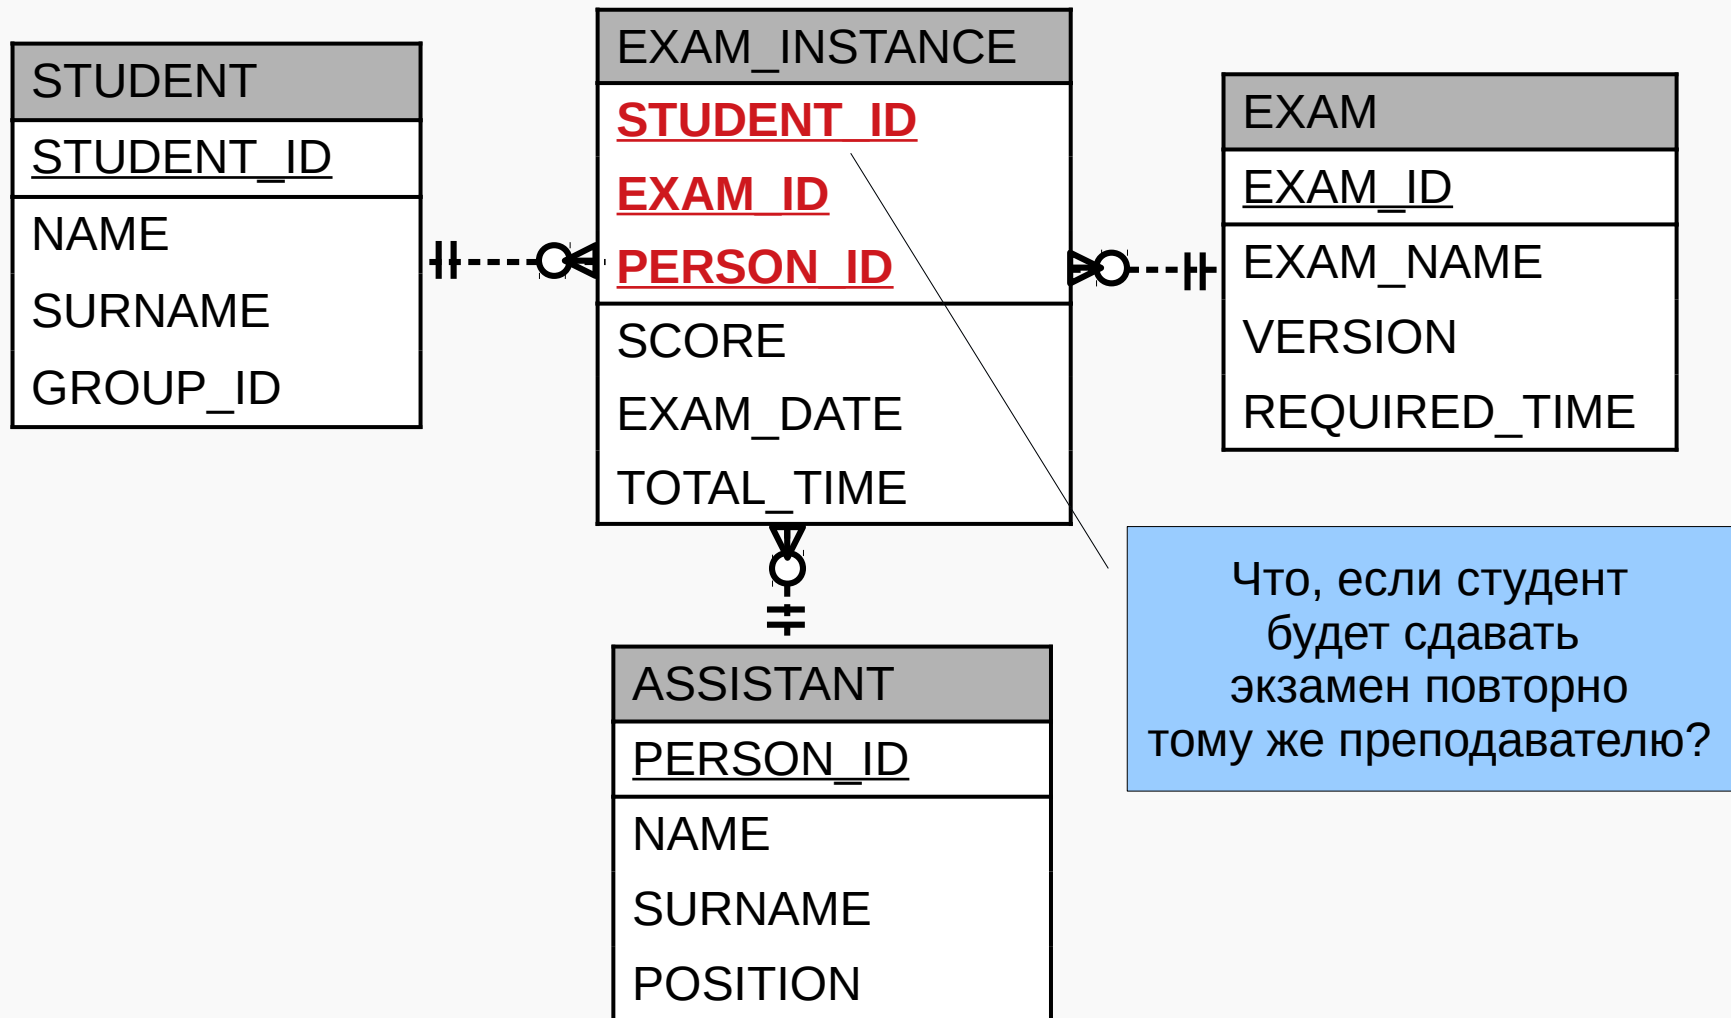 STUDENT
STUDENT_ID
NAME
SURNAME
GROUP_ID
EXAM_INSTANCE
STUDENT_ID
EXAM_ID
PERSON_ID
SCORE
EXAM_DATE
TOTAL_TIME
EXAM
EXAM_ID
EXAM_NAME
VERSION
REQUIRED_TIME
ASSISTANT
PERSON_ID
NAME
SURNAME
POSITION
Что, если студент
будет сдавать
экзамен повторно
тому же преподавателю?